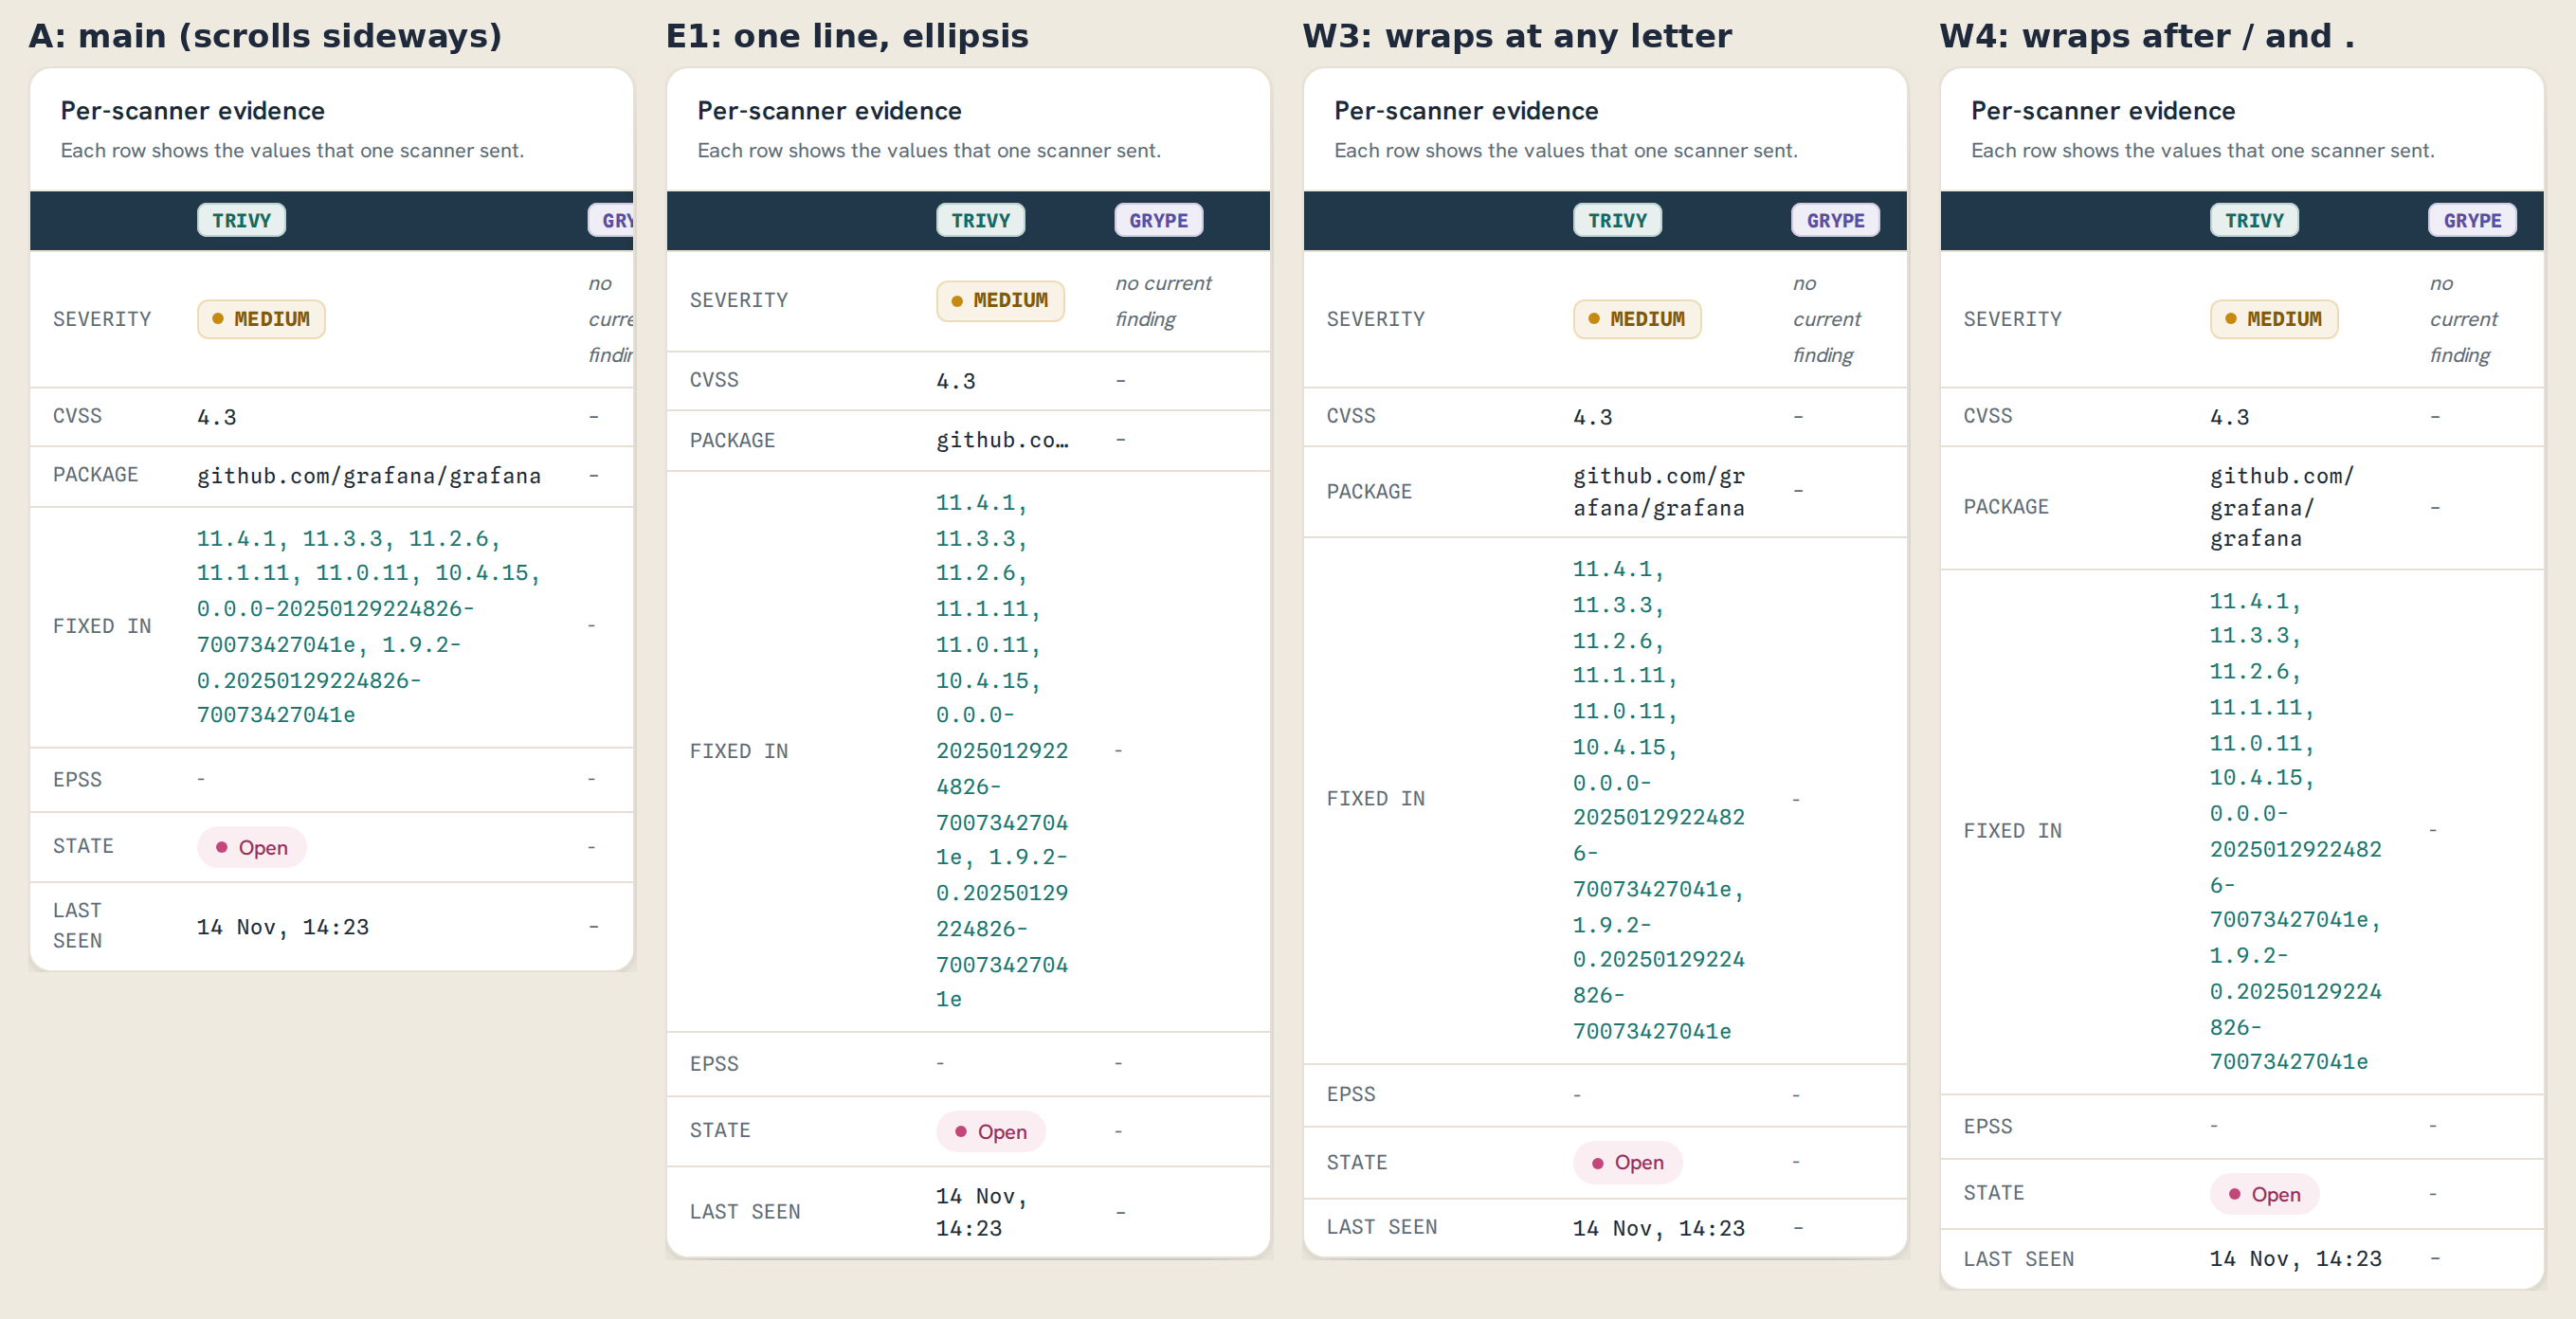 A: main (scrolls sideways)
Per-scanner evidence
Each row shows the values that one scanner sent.
TRIVY GRY
SEVERITY MEDIUM no
curre
findin
CVSS 4.3 -
PACKAGE github.com/grafana/grafana -
FIXED IN 11.4.1, 11.3.3, 11.2.6,
11.1.11, 11.0.11, 10.4.15,
0.0.0-20250129224826-
70073427041e, 1.9.2-
0.20250129224826-
70073427041e
-
EPSS - -
STATE Open -
LAST
SEEN
14 Nov, 14:23 -
E1: one line, ellipsis
Per-scanner evidence
Each row shows the values that one scanner sent.
TRIVY GRYPE
SEVERITY MEDIUM no current
finding
CVSS 4.3 -
PACKAGE github.co… -
FIXED IN 11.4.1,
11.3.3,
11.2.6,
11.1.11,
11.0.11,
10.4.15,
0.0.0-
2025012922
4826-
7007342704
1e, 1.9.2-
0.20250129
224826-
7007342704
1e
-
EPSS - -
STATE Open -
LAST SEEN 14 Nov,
14:23
-
W3: wraps at any letter
Per-scanner evidence
Each row shows the values that one scanner sent.
TRIVY GRYPE
SEVERITY MEDIUM no
current
finding
CVSS 4.3 -
PACKAGE github.com/gr
afana/grafana
-
FIXED IN 11.4.1,
11.3.3,
11.2.6,
11.1.11,
11.0.11,
10.4.15,
0.0.0-
2025012922482
6-
70073427041e,
1.9.2-
0.20250129224
826-
70073427041e
-
EPSS - -
STATE Open -
LAST SEEN 14 Nov, 14:23 -
W4: wraps after / and .
Per-scanner evidence
Each row shows the values that one scanner sent.
TRIVY GRYPE
SEVERITY MEDIUM no
current
finding
CVSS 4.3 -
PACKAGE github.com/
grafana/
grafana
-
FIXED IN 11.4.1,
11.3.3,
11.2.6,
11.1.11,
11.0.11,
10.4.15,
0.0.0-
2025012922482
6-
70073427041e,
1.9.2-
0.20250129224
826-
70073427041e
-
EPSS - -
STATE Open -
LAST SEEN 14 Nov, 14:23 -